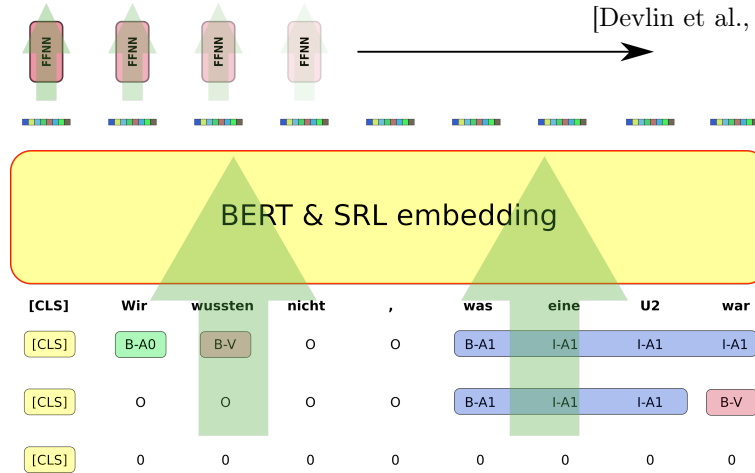 [Devlin et al.,
FFNN FFNN FFNN FFNN
BERT & SRL embedding
[CLS] Wir wussten nicht , was eine U2 war
[CLS] B-A0 B-V O O B-A1 I-A1 I-A1 I-A1
[CLS] O O O O B-A1 I-A1 I-A1 B-V
[CLS] 0 0 0 0 0 0 0 0